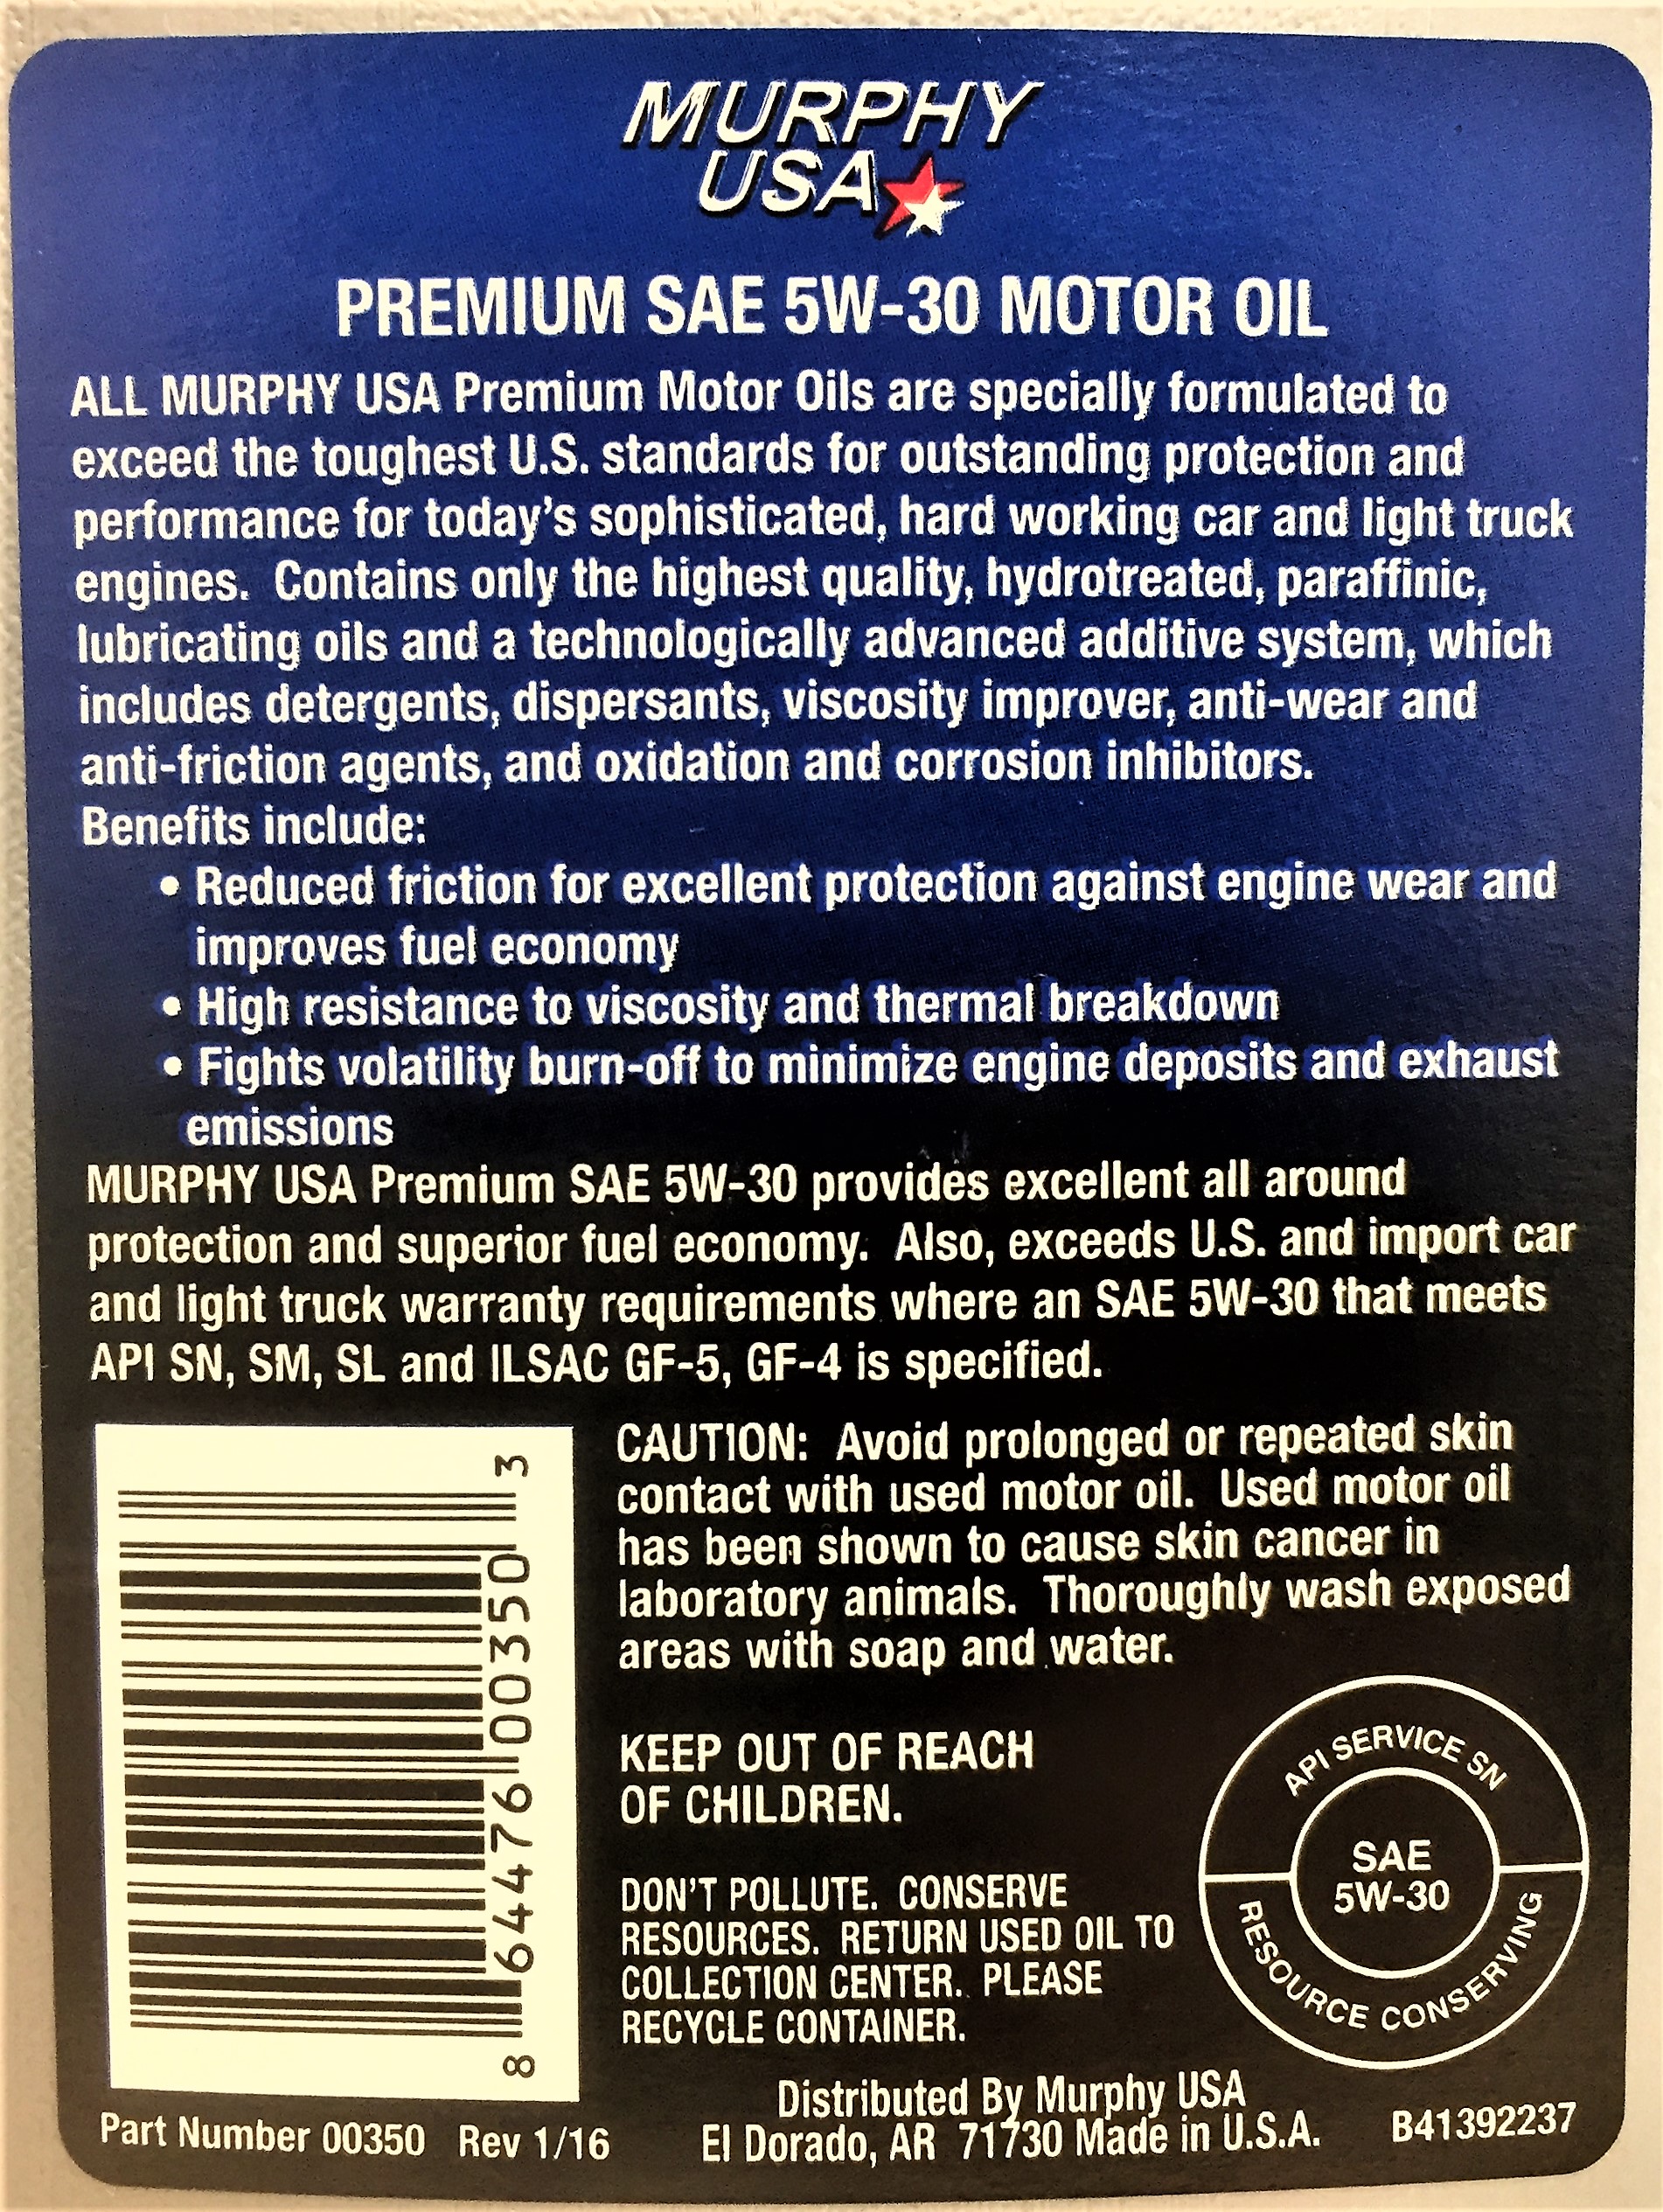 MURPHY
USA
PREMIUM SAE 5W-30 MOTOR OIL
ALL MURPHY USA Premium Motor Oils are specially formulated to
exceed the toughest U.S. standards for outstanding protection and
performance for today's sophisticated, hard working car and light truck
engines.  Contains only the highest quality, hydrotreated, paraffinic,
lubricating oils and a technologically advanced additive system, which
includes detergents, dispersants, viscosity improver, anti-wear and
anti-friction agents, and oxidation and corrosion inhibitors.
Benefits include:
• Reduced friction for excellent protection against engine wear and
improves fuel economy
• High resistance to viscosity and thermal breakdown
• Fights volatility burn-off to minimize engine deposits and exhaust
emissions
MURPHY USA Premium SAE 5W-30 provides excellent all around
protection and superior fuel economy.  Also, exceeds U.S. and import car
and light truck warranty requirements where an SAE 5W-30 that meets
API SN, SM, SL and ILSAC GF-5, GF-4 is specified.
CAUTION:  Avoid prolonged or repeated skin
contact with used motor oil.  Used motor oil
has been shown to cause skin cancer in
laboratory animals.  Thoroughly wash exposed
areas with soap and water.
KEEP OUT OF REACH
OF CHILDREN.
DON'T POLLUTE.  CONSERVE
RESOURCES.  RETURN USED OIL TO
COLLECTION CENTER.  PLEASE
RECYCLE CONTAINER.
API SERVICE SN
SAE
5W-30
RESOURCE CONSERVING
8 64476 00350 3
Distributed By Murphy USA
El Dorado, AR  71730 Made in U.S.A.
Part Number 00350  Rev 1/16
B41392237